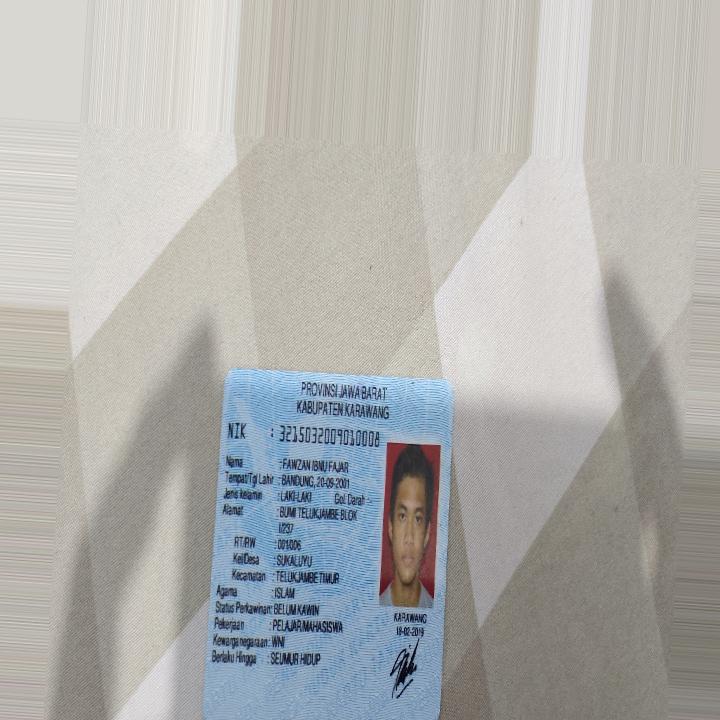 PROVINSI JAWA BARAT
KABUPATEN KARAWANG
NIK : 3215032009010008
Nama : FAWZAN IBNU FAJAR
Tempat/Tgl Lahir : BANDUNG, 20-09-2001
Jenis kelamin : LAKI-LAKI Gol. Darah :-
Alamat : BUMI TELUKJAMBE BLOK
I/237
RT/RW : 001/006
Kel/Desa : SUKALUYU
Kecamatan : TELUKJAMBE TIMUR
Agama : ISLAM
Status Perkawinan: BELUM KAWIN
Pekerjaan : PELAJAR/MAHASISWA
Kewarganegaraan: WNI
Berlaku Hingga : SEUMUR HIDUP
KARAWANG
18-02-2019